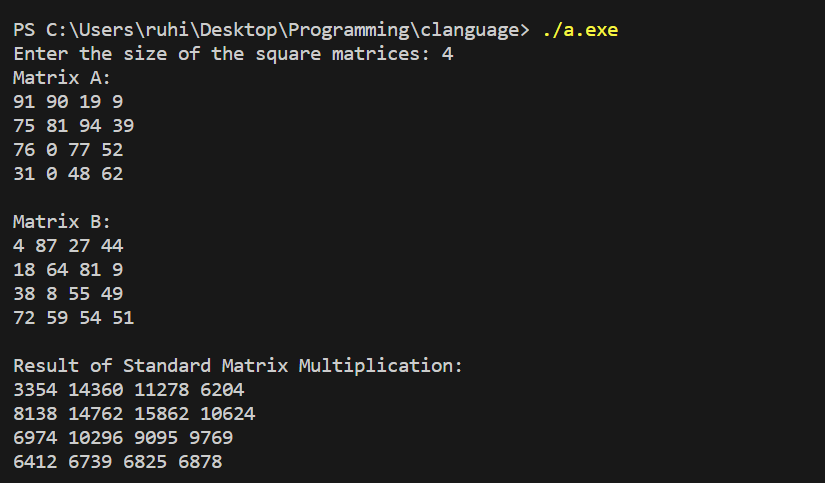 PS C:\Users\ruhi\Desktop\Programming\clanguage> ./a.exe
Enter the size of the square matrices: 4
Matrix A:
91 90 19 9
75 81 94 39
76 0 77 52
31 0 48 62
Matrix B:
4 87 27 44
18 64 81 9
38 8 55 49
72 59 54 51
Result of Standard Matrix Multiplication:
3354 14360 11278 6204
8138 14762 15862 10624
6974 10296 9095 9769
6412 6739 6825 6878